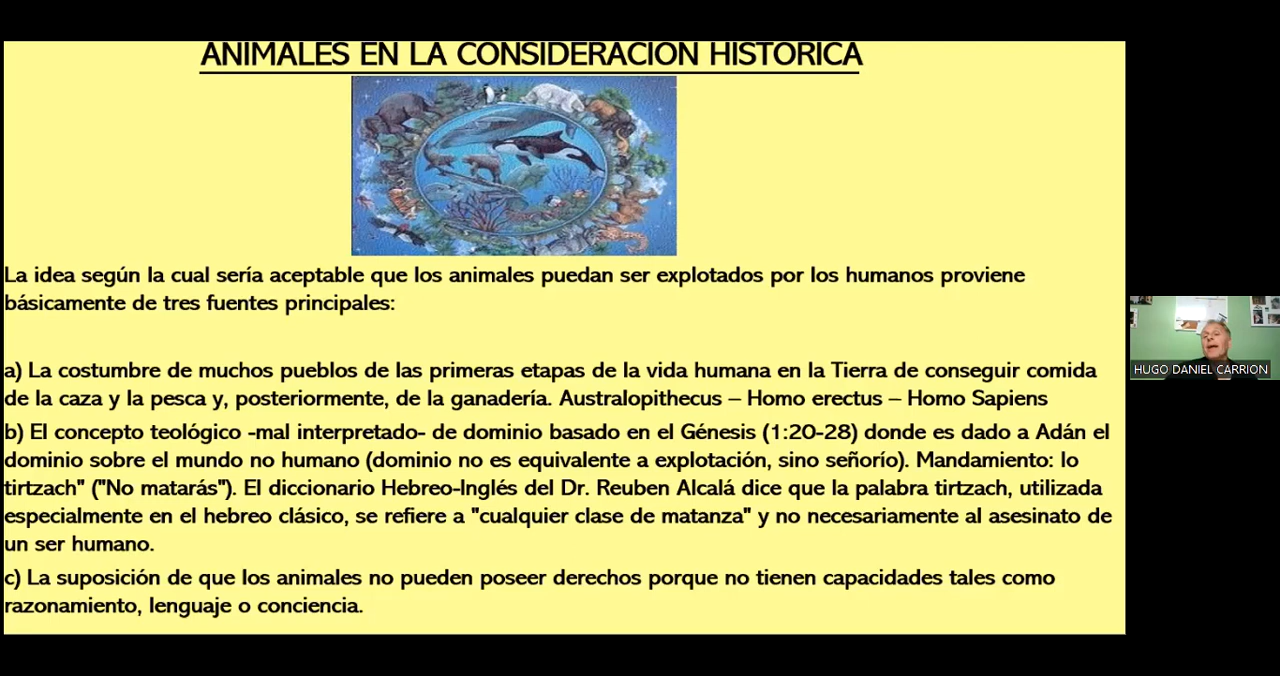 ANIMALES EN LA CONSIDERACION HISTORICA
La idea según la cual sería aceptable que los animales puedan ser explotados por los humanos proviene
básicamente de tres fuentes principales:
a) La costumbre de muchos pueblos de las primeras etapas de la vida humana en la Tierra de conseguir comida
de la caza y la pesca y, posteriormente, de la ganadería. Australopithecus – Homo erectus – Homo Sapiens
b) El concepto teológico -mal interpretado- de dominio basado en el Génesis (1:20-28) donde es dado a Adán el
dominio sobre el mundo no humano (dominio no es equivalente a explotación, sino señorío). Mandamiento: lo
tirtzach" ("No matarás"). El diccionario Hebreo-Inglés del Dr. Reuben Alcalá dice que la palabra tirtzach, utilizada
especialmente en el hebreo clásico, se refiere a "cualquier clase de matanza" y no necesariamente al asesinato de
un ser humano.
c) La suposición de que los animales no pueden poseer derechos porque no tienen capacidades tales como
razonamiento, lenguaje o conciencia.
HUGO DANIEL CARRION